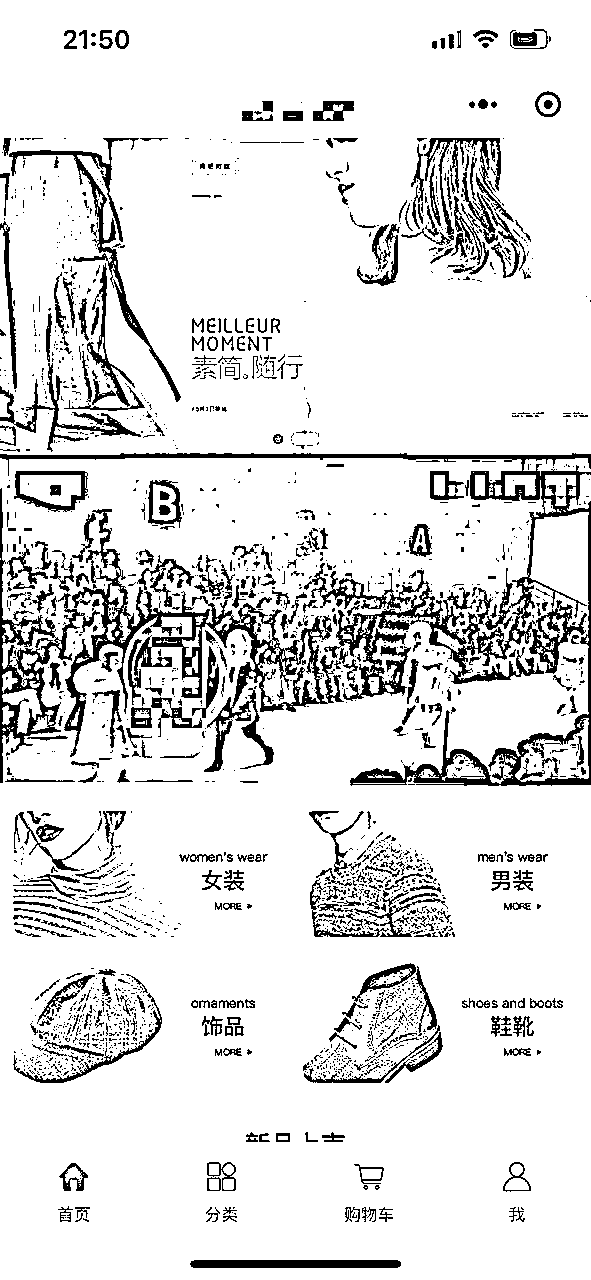 21:50
MEILLEUR
MOMENT
素简。随行
B
A
women's wear
女装
MORE
men's wear
男装
MORE
ornaments
饰品
MORE
shoes and boots
鞋靴
MORE
首页
分类
购物车
我